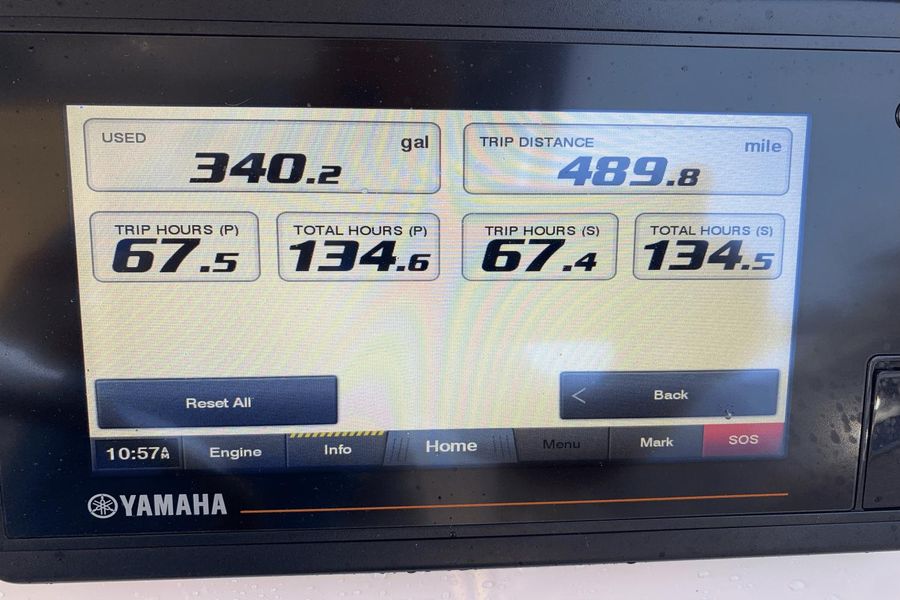 USED gal
340.2
TRIP DISTANCE mile
489.8
TRIP HOURS (P)
67.5
TOTAL HOURS (P)
134.6
TRIP HOURS (S)
67.4
TOTAL HOURS (S)
134.5
Reset All
< Back
10:57AM Engine Info Home Menu Mark SOS
YAMAHA